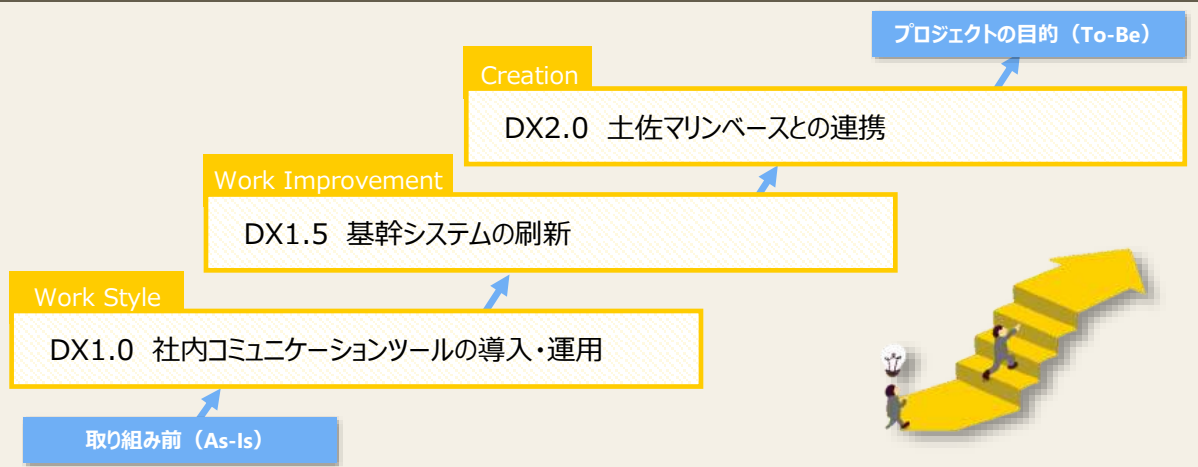 プロジェクトの目的（To-Be）
Creation
DX2.0 土佐マリンベースとの連携
Work Improvement
DX1.5 基幹システムの刷新
Work Style
DX1.0 社内コミュニケーションツールの導入・運用
取り組み前（As-Is）